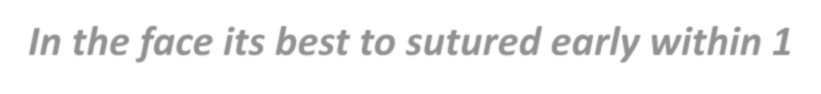 In the face its best to sutured early within 1